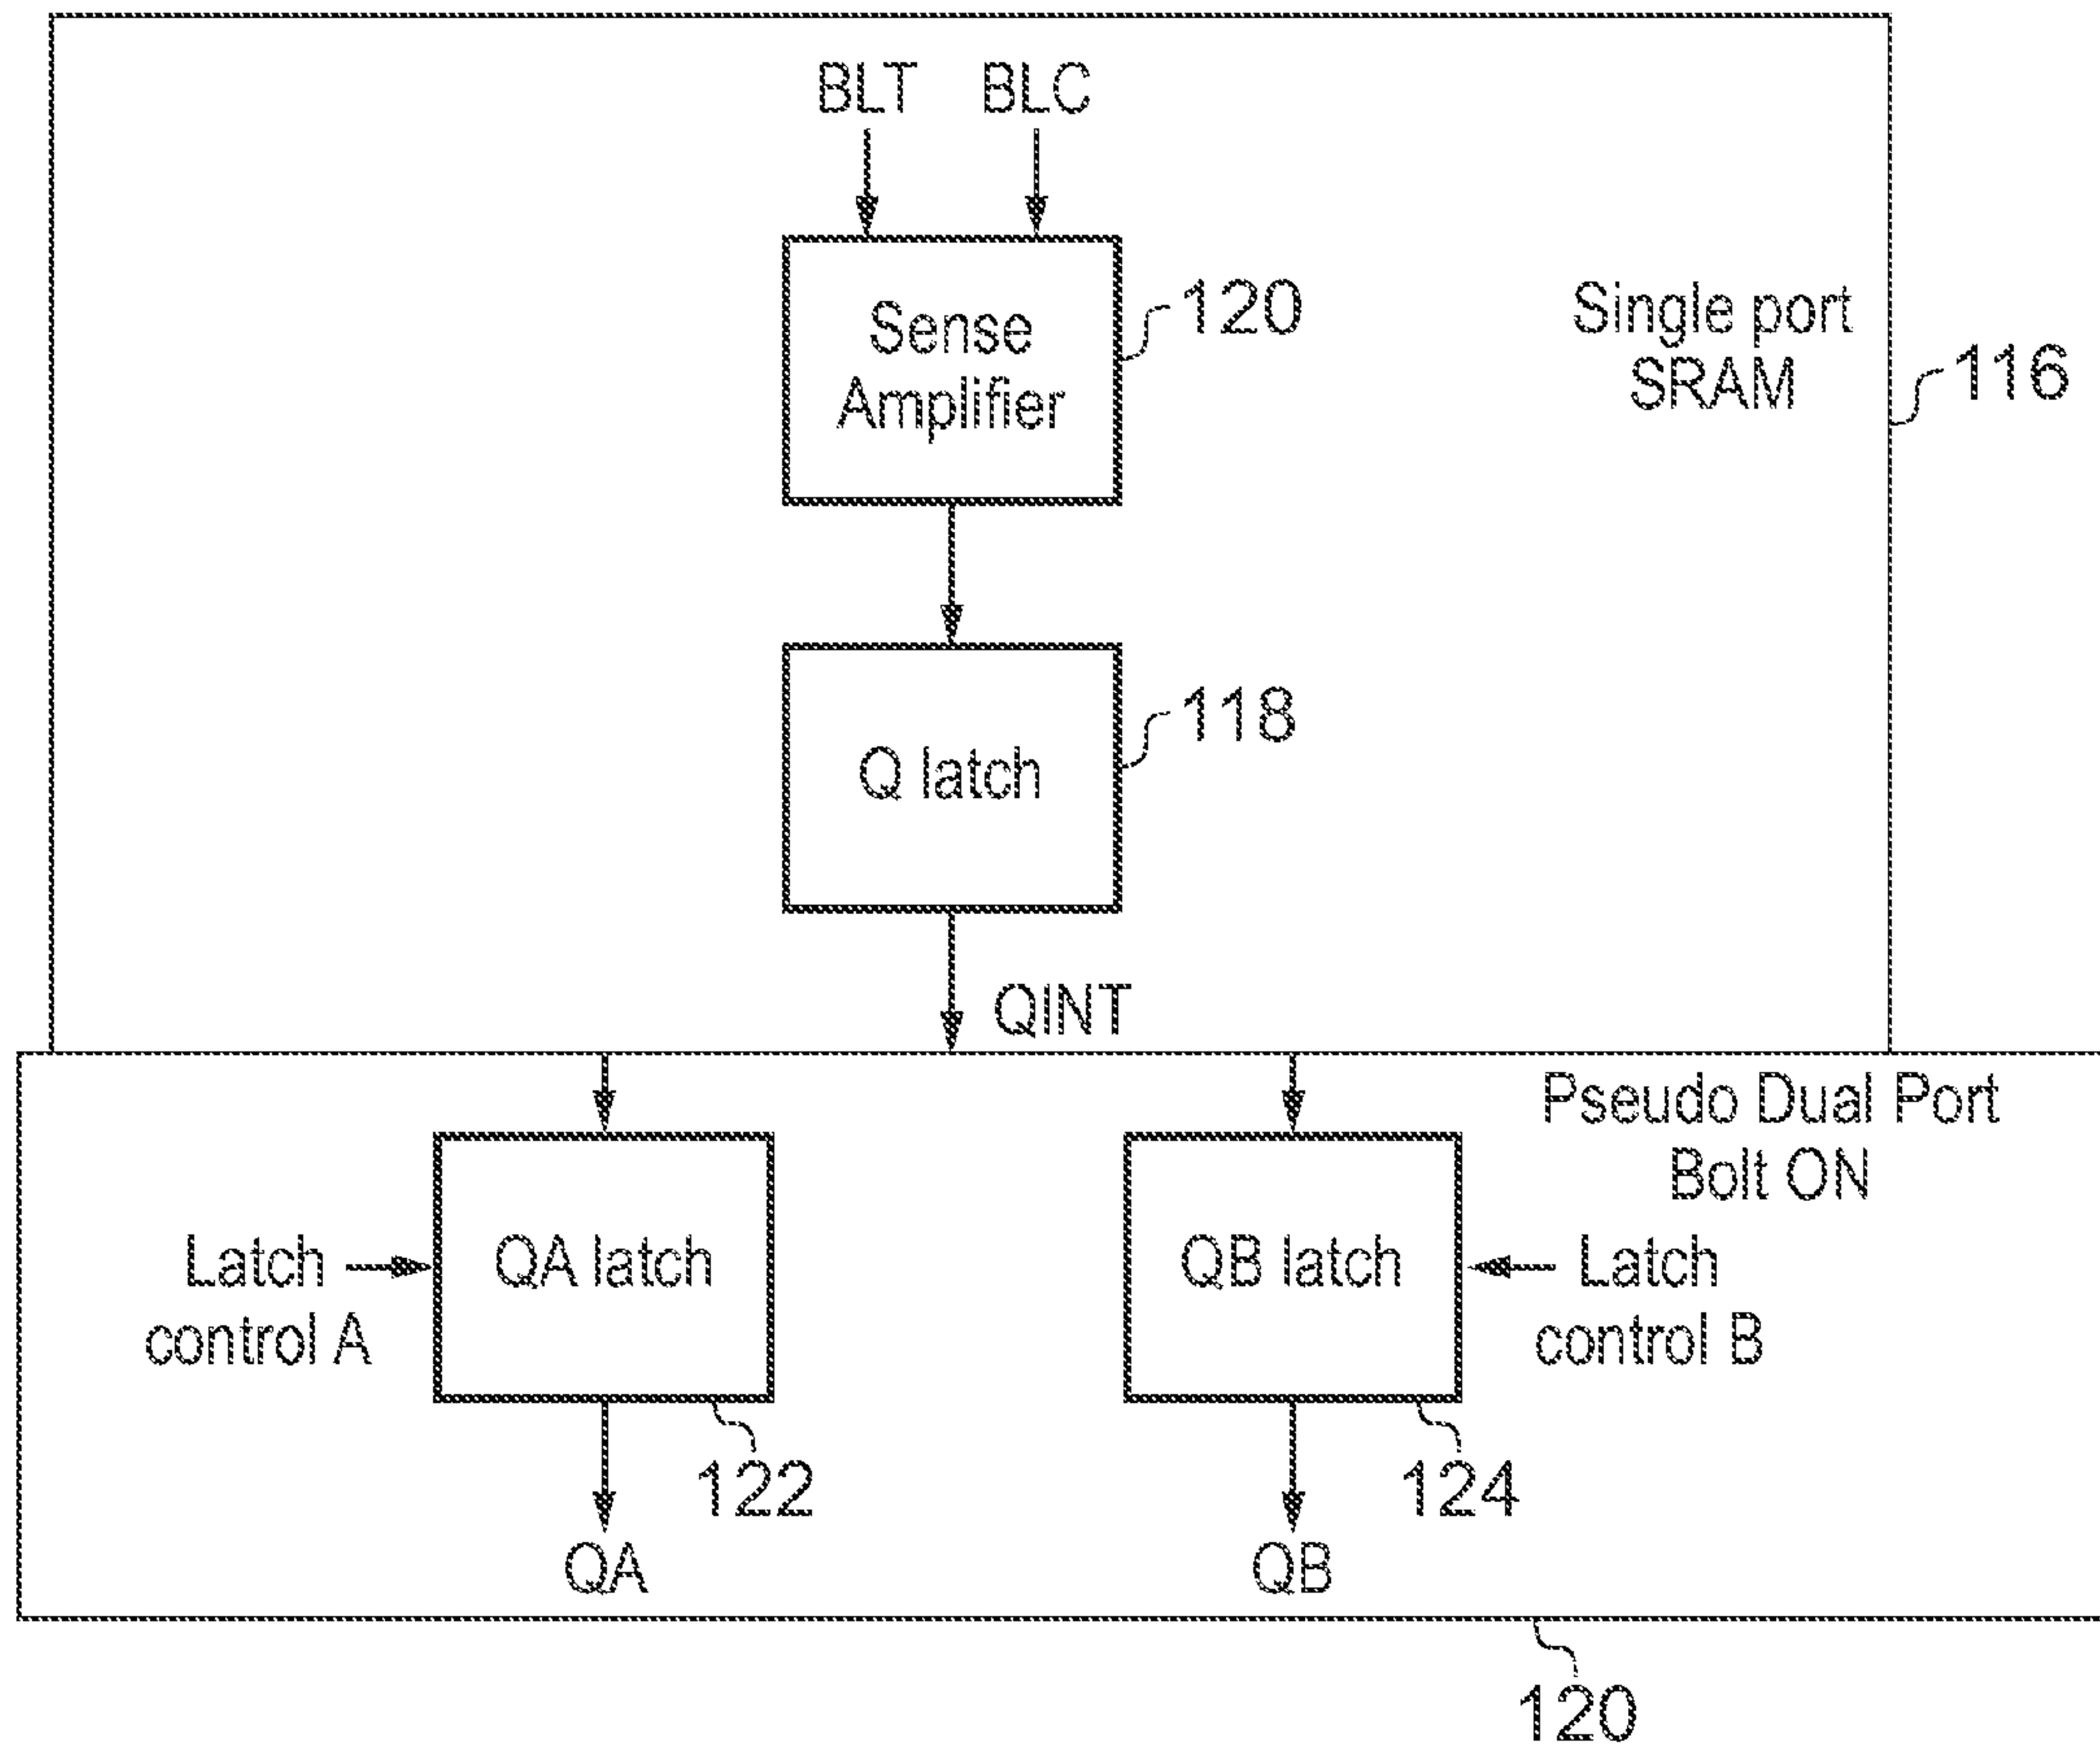 BLT BLC
Sense
Amplifier
120
Single port
SRAM
116
Q latch
118
QINT
Pseudo Dual Port
Bolt ON
Latch
control A
QA latch
QB latch
Latch
control B
122
124
QA
QB
120